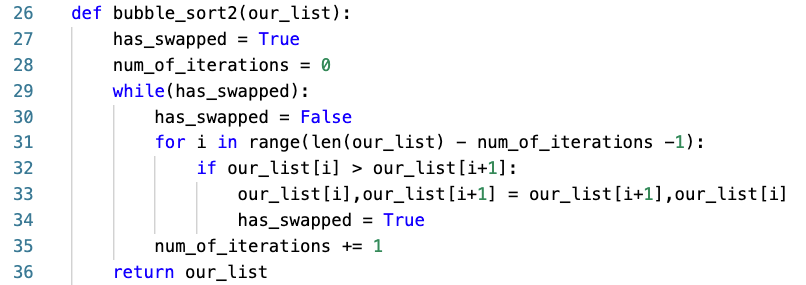 26 def bubble_sort2(our_list):
27     has_swapped = True
28     num_of_iterations = 0
29     while(has_swapped):
30         has_swapped = False
31         for i in range(len(our_list) - num_of_iterations -1):
32             if our_list[i] > our_list[i+1]:
33                 our_list[i],our_list[i+1] = our_list[i+1],our_list[i]
34                 has_swapped = True
35         num_of_iterations += 1
36     return our_list